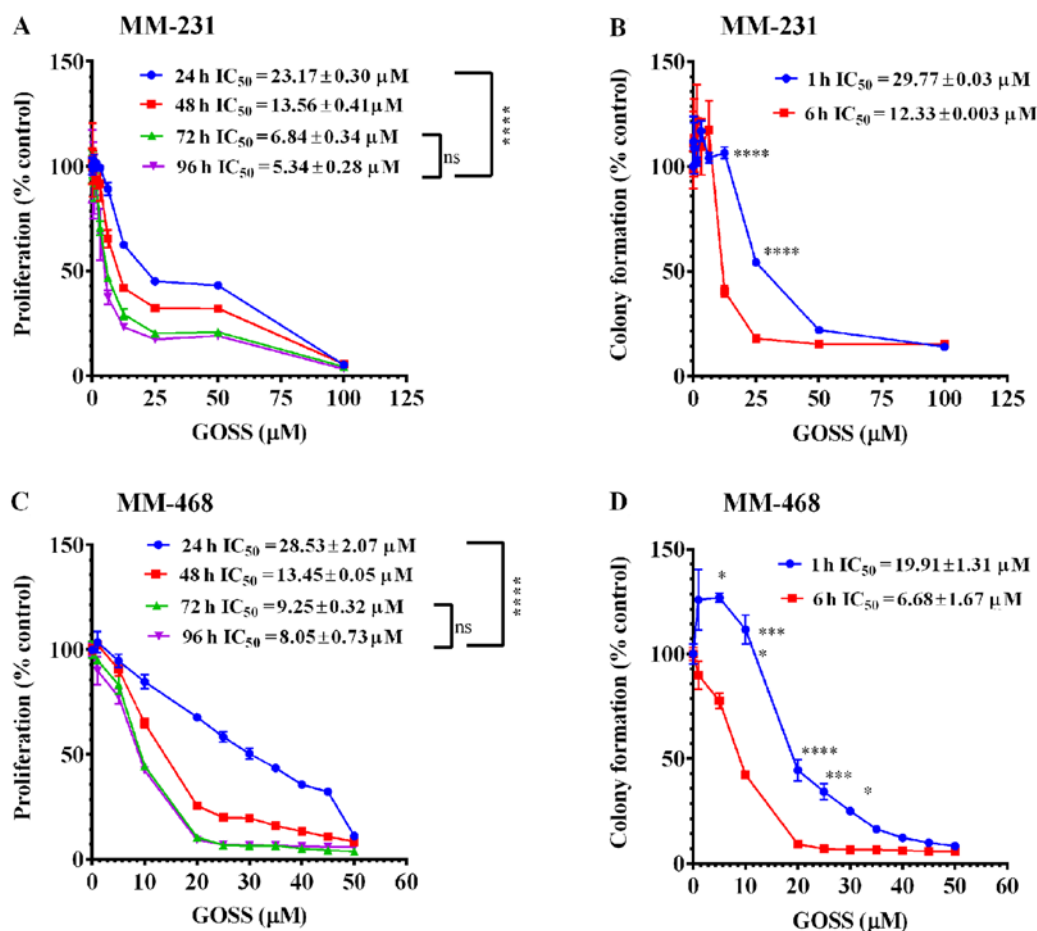 A MM-231
24 h IC50 = 23.17±0.30 μM
48 h IC50 = 13.56±0.41μM
72 h IC50 = 6.84±0.34 μM
96 h IC50 = 5.34±0.28 μM
ns
****
Proliferation (% control)
150
100
50
0
0 25 50 75 100 125
GOSS (μM)
B MM-231
1 h IC50 = 29.77±0.03 μM
6 h IC50 = 12.33±0.003 μM
****
****
Colony formation (% control)
150
100
50
0
0 25 50 75 100 125
GOSS (μM)
C MM-468
24 h IC50 = 28.53±2.07 μM
48 h IC50 = 13.45±0.05 μM
72 h IC50 = 9.25±0.32 μM
96 h IC50 = 8.05±0.73 μM
ns
****
Proliferation (% control)
150
100
50
0
0 10 20 30 40 50 60
GOSS (μM)
D MM-468
1 h IC50 = 19.91±1.31 μM
6 h IC50 = 6.68±1.67 μM
*
***
*
****
***
*
Colony formation (% control)
150
100
50
0
0 10 20 30 40 50 60
GOSS (μM)